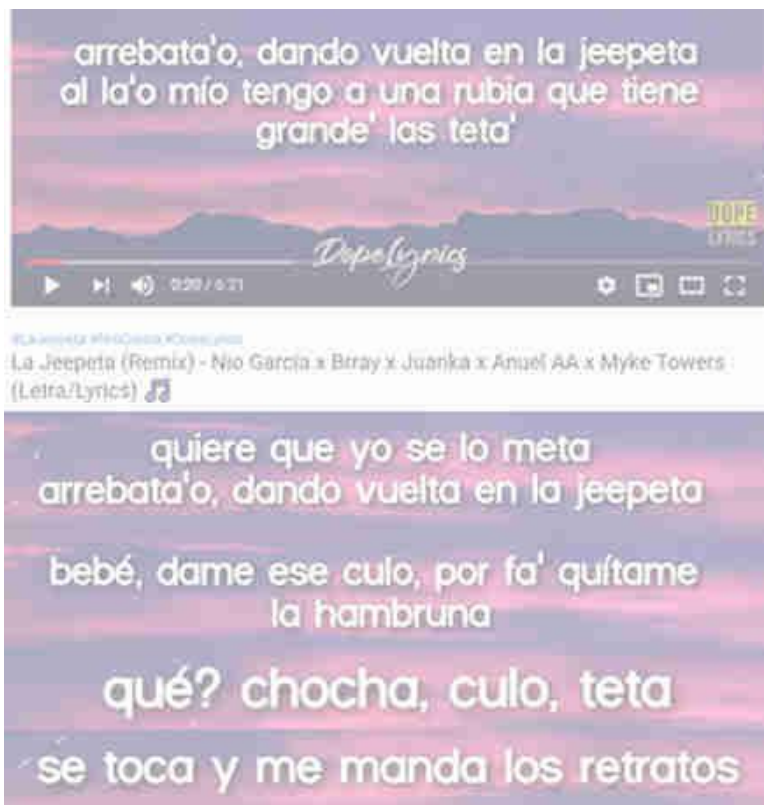 arrebata'o, dando vuelta en la jeepeta
al la'o mío tengo a una rubia que tiene
grande' las teta'
DOPE
LYRICS
DopeLyrics
0:20 / 6:21
La Jeepeta (Remix) - Nio Garcia x Brray x Juanka x Anuel AA x Myke Towers
(Letra/Lyrics) 🎵
quiere que yo se lo meta
arrebata'o, dando vuelta en la jeepeta
bebé, dame ese culo, por fa' quítame
la hambruna
qué? chocha, culo, teta
se toca y me manda los retratos